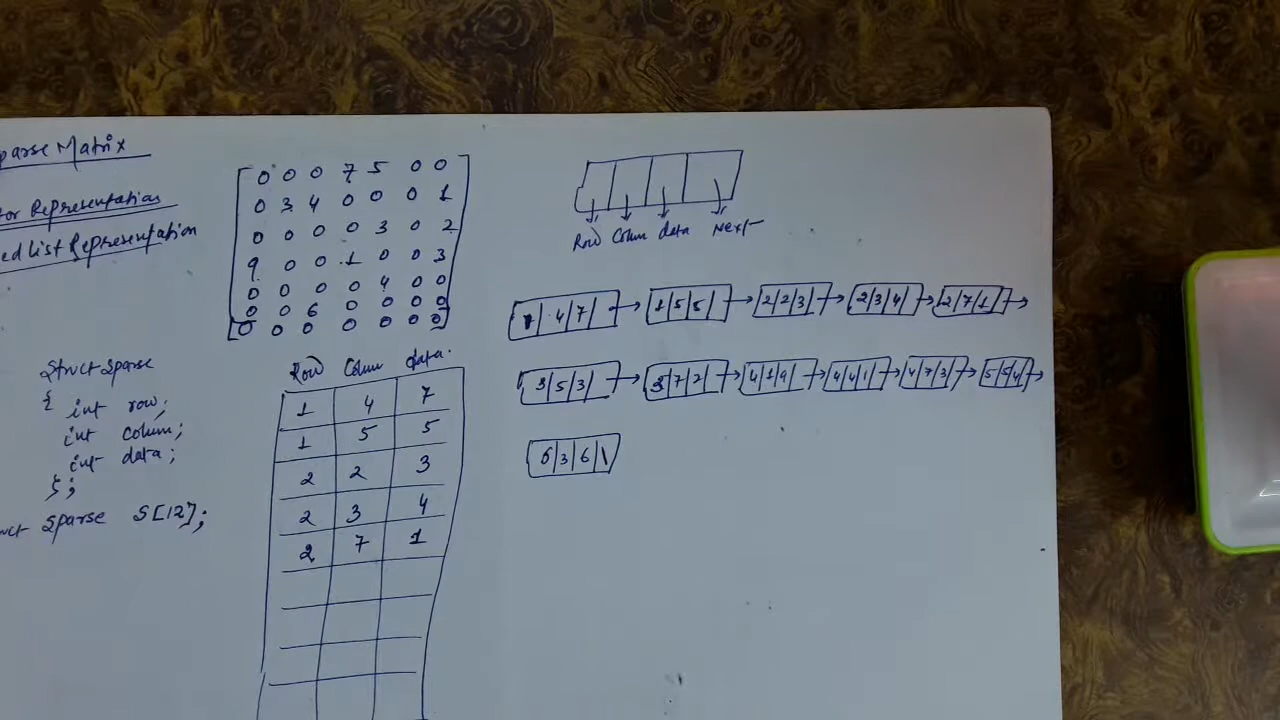 parse Matrix
tor Representation
ed List Representation
0 0 0 7 5 0 0
0 3 4 0 0 0 1
0 0 0 0 3 0 2
9 0 0 1 0 0 3
0 0 0 0 4 0 0
0 0 6 0 0 0 0
0 0 0 0 0 0 0
Struct Sparse
{ int row;
int column;
int data;
};
uct Sparse S[12];
Row Colum data.
1 4 7
1 5 5
2 2 3
2 3 4
2 7 1
Row Colum data Next
1 4 7 → 1 5 5 → 2 2 3 → 2 3 4 → 2 7 1 →
3 5 3 → 3 7 2 → 4 1 9 → 4 4 1 → 4 7 3 → 5 5 4 →
6 3 6 \